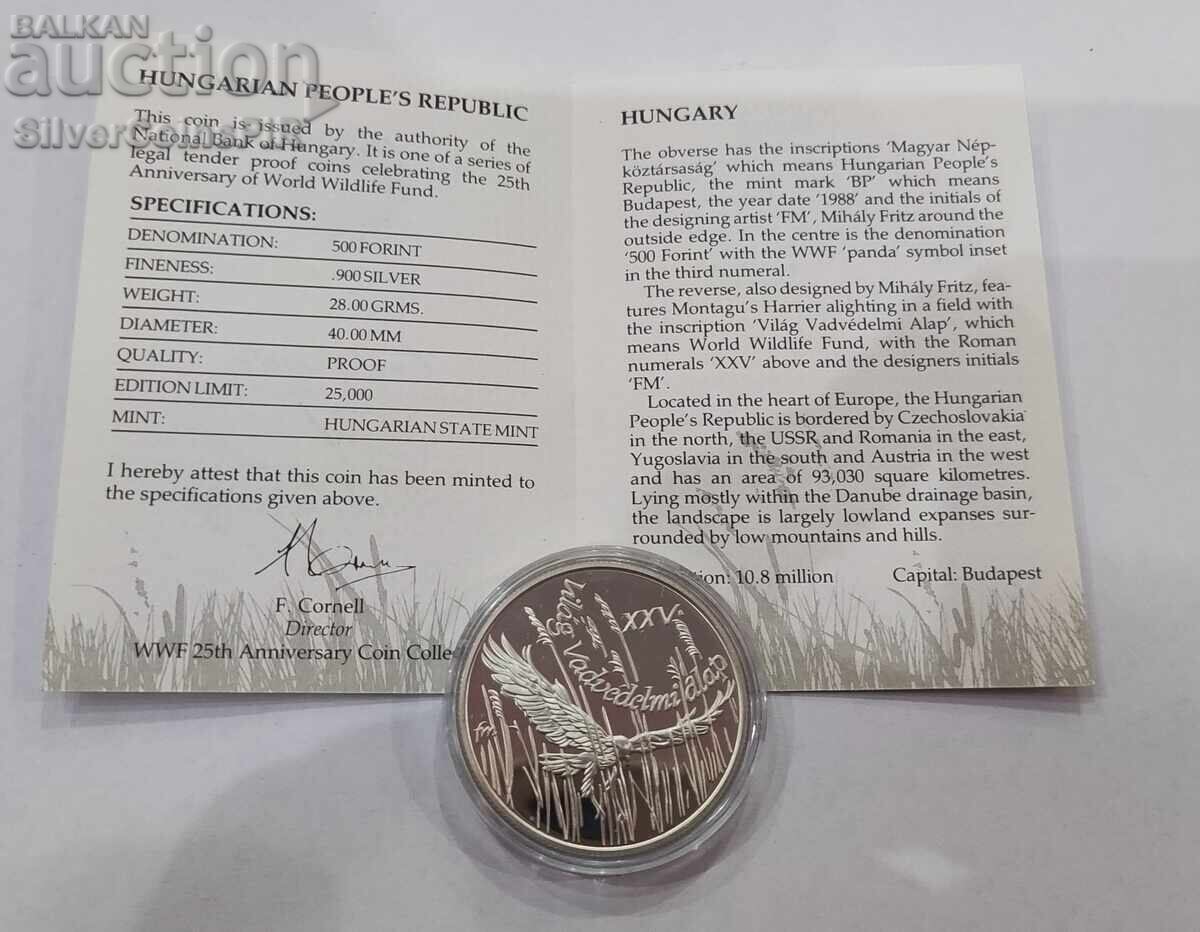 BALKAN
auction
SilverCoinsPlR
HUNGARIAN PEOPLE'S REPUBLIC
This coin is issued by the authority of the
National Bank of Hungary. It is one of a series of
legal tender proof coins celebrating the 25th
Anniversary of World Wildlife Fund.
SPECIFICATIONS:
DENOMINATION: 500 FORINT
FINENESS: .900 SILVER
WEIGHT: 28.00 GRMS.
DIAMETER: 40.00 MM
QUALITY: PROOF
EDITION LIMIT: 25,000
MINT: HUNGARIAN STATE MINT
I hereby attest that this coin has been minted to
the specifications given above.
F. Cornell
Director
WWF 25th Anniversary Coin Colle
HUNGARY
The obverse has the inscriptions 'Magyar Nép-
köztársaság' which means Hungarian People's
Republic, the mint mark 'BP' which means
Budapest, the year date '1988' and the initials of
the designing artist 'FM', Mihály Fritz around the
outside edge. In the centre is the denomination
'500 Forint' with the WWF 'panda' symbol inset
in the third numeral.
The reverse, also designed by Mihály Fritz, fea-
tures Montagu's Harrier alighting in a field with
the inscription 'Világ Vadvédelmi Alap', which
means World Wildlife Fund, with the Roman
numerals 'XXV' above and the designers initials
'FM'.
Located in the heart of Europe, the Hungarian
People's Republic is bordered by Czechoslovakia
in the north, the USSR and Romania in the east,
Yugoslavia in the south and Austria in the west
and has an area of 93,030 square kilometres.
Lying mostly within the Danube drainage basin,
the landscape is largely lowland expanses sur-
rounded by low mountains and hills.
tion: 10.8 million Capital: Budapest
XXV
Világ Vadvédelmi Alap
fm